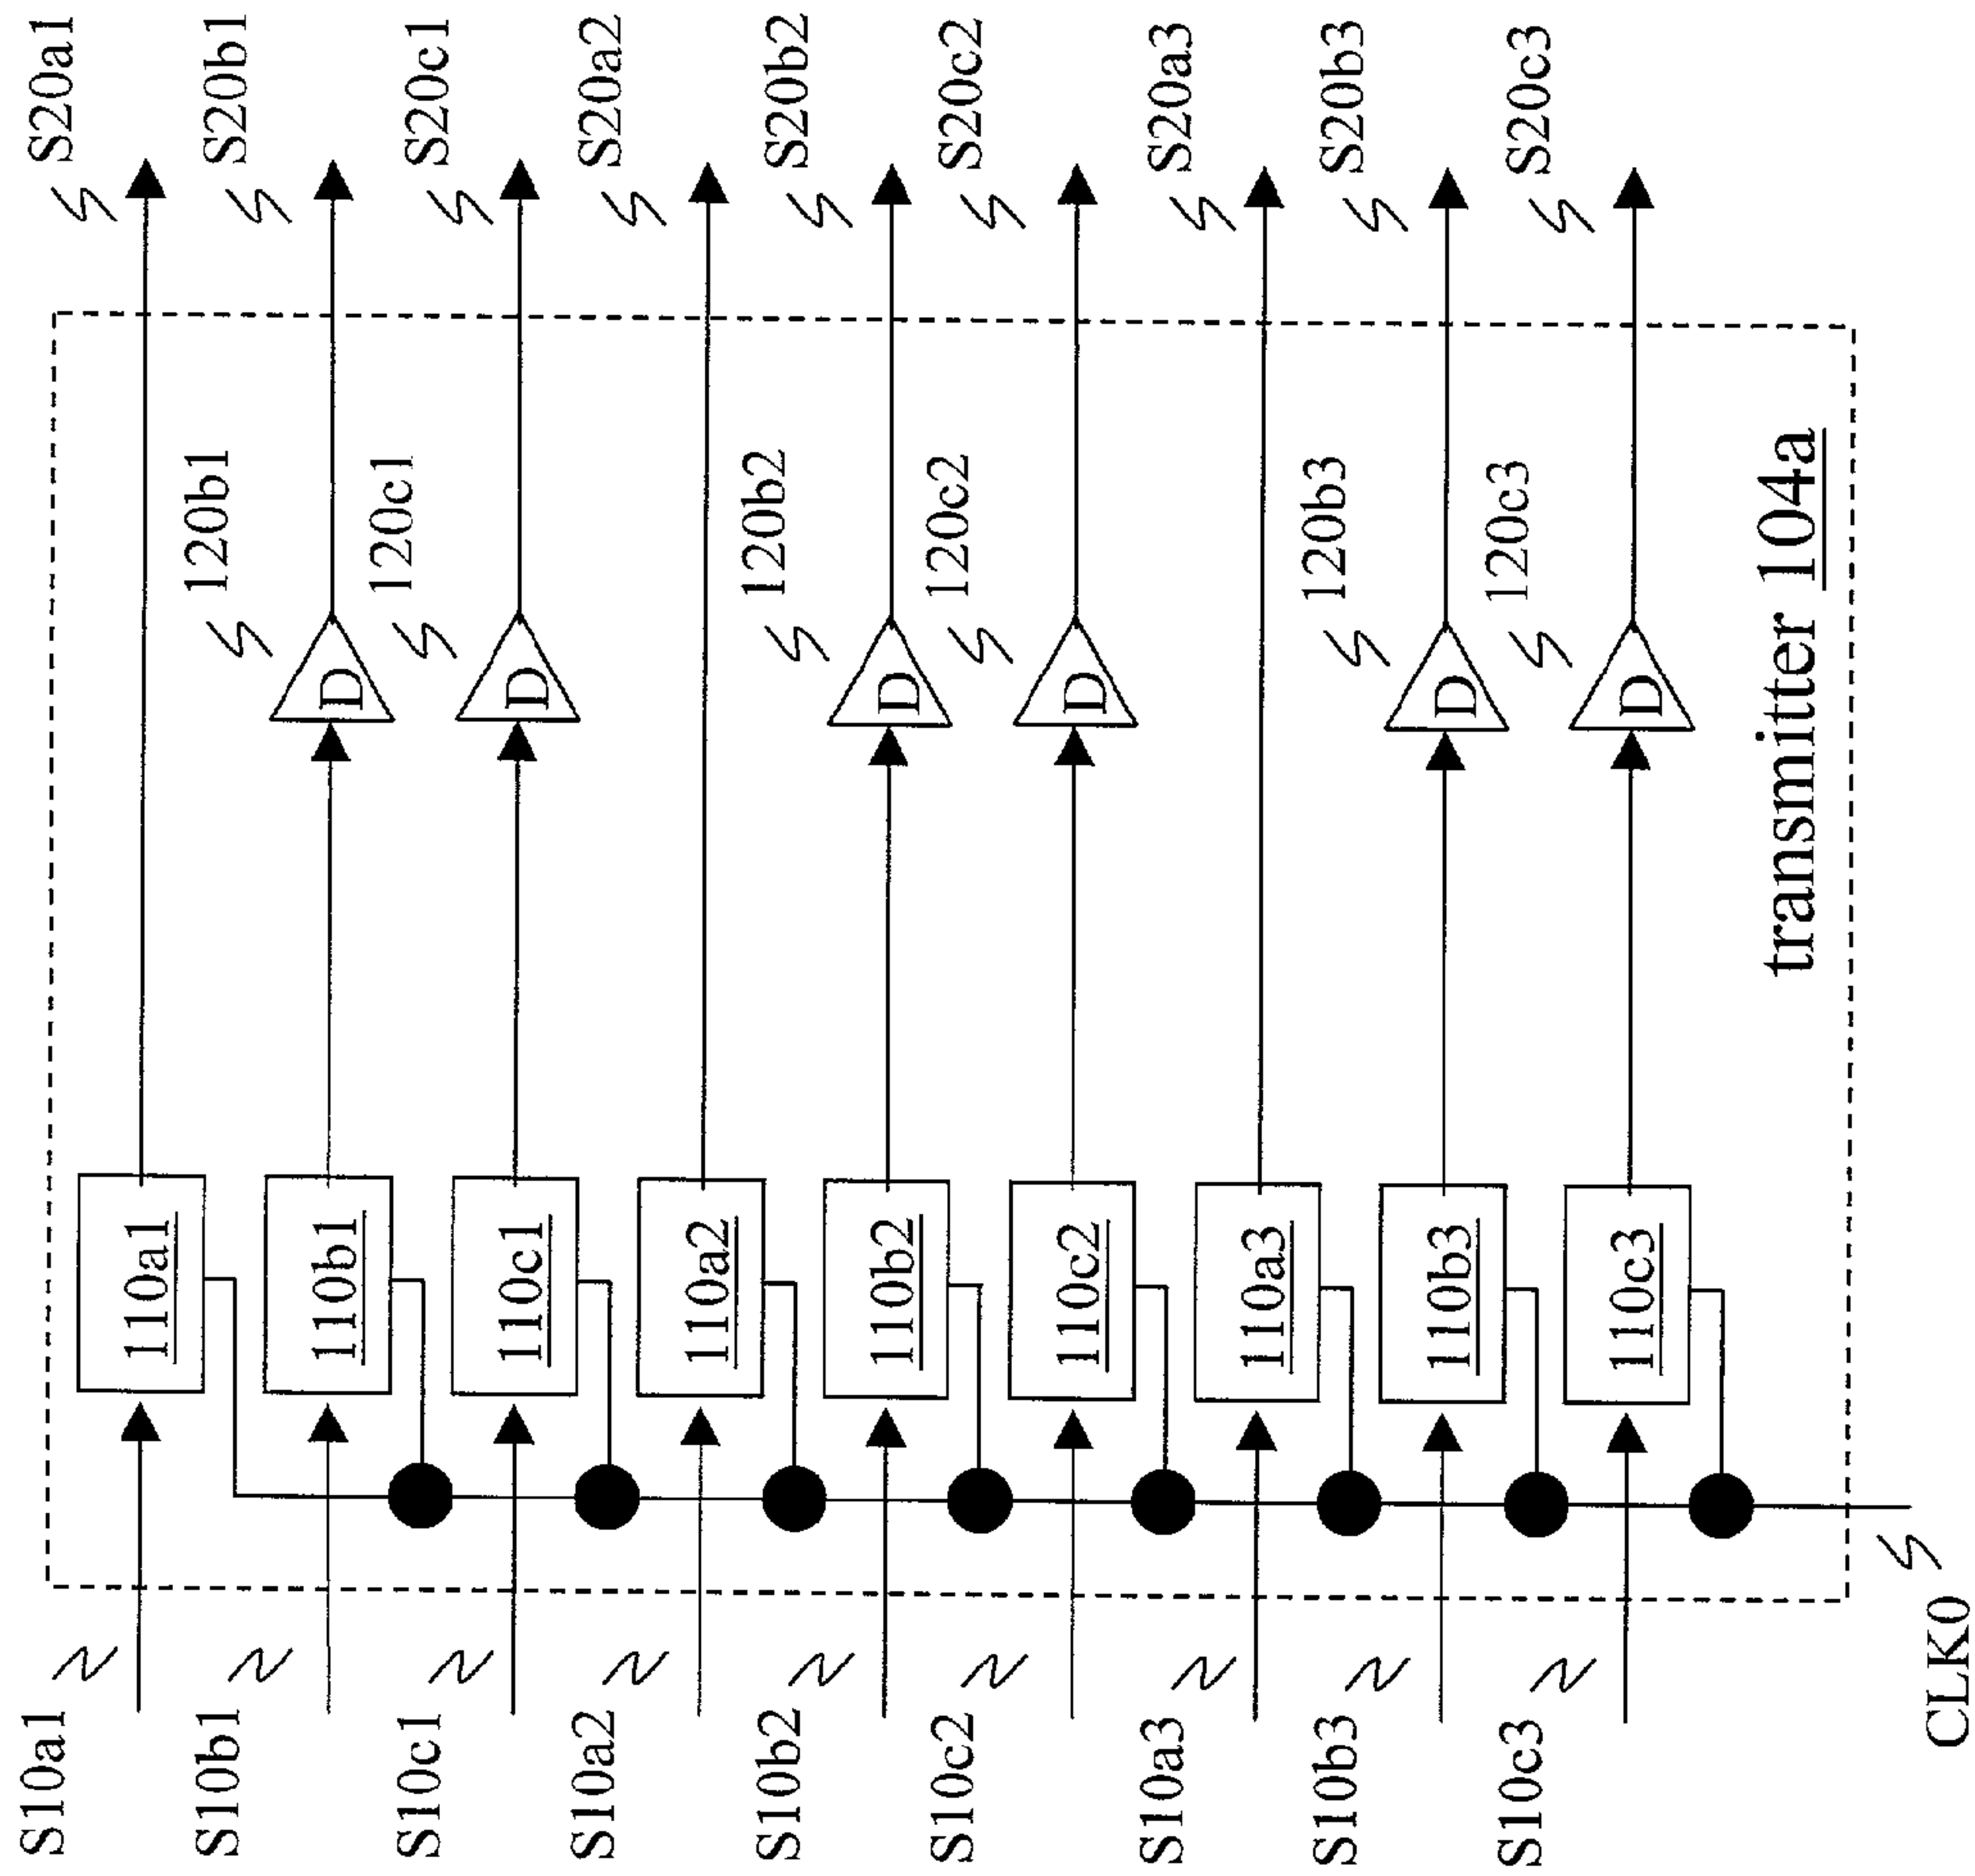 S10a1
110a1
S20a1
S10b1
110b1
120b1
D
S20b1
S10c1
110c1
120c1
D
S20c1
S10a2
110a2
S20a2
S10b2
110b2
120b2
D
S20b2
S10c2
110c2
120c2
D
S20c2
S10a3
110a3
S20a3
S10b3
110b3
120b3
D
S20b3
S10c3
110c3
120c3
D
S20c3
transmitter 104a
CLK0